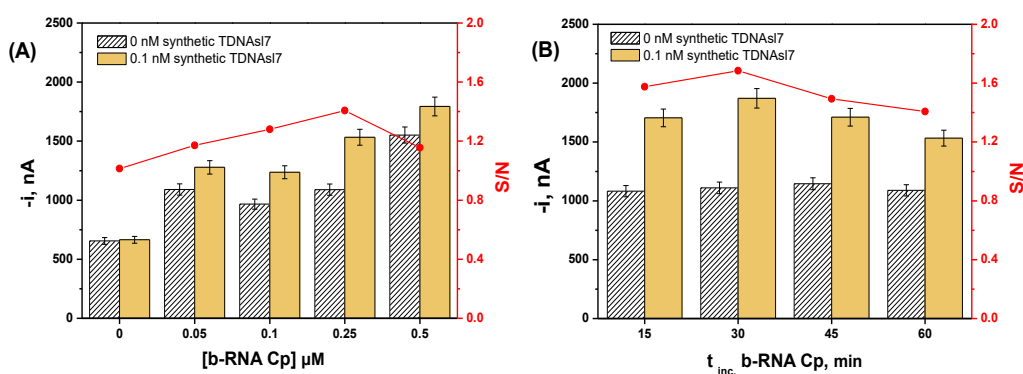 (A)
0 nM synthetic TDNAsl7
0.1 nM synthetic TDNAsl7
2500
2000
1500
1000
500
0
-i, nA
2.0
1.6
1.2
0.8
0.4
0.0
S/N
0 0.05 0.1 0.25 0.5
[b-RNA Cp] µM
(B)
0 nM synthetic TDNAsl7
0.1 nM synthetic TDNAsl7
2500
2000
1500
1000
500
0
-i, nA
2.0
1.6
1.2
0.8
0.4
0.0
S/N
15 30 45 60
t inc. b-RNA Cp, min